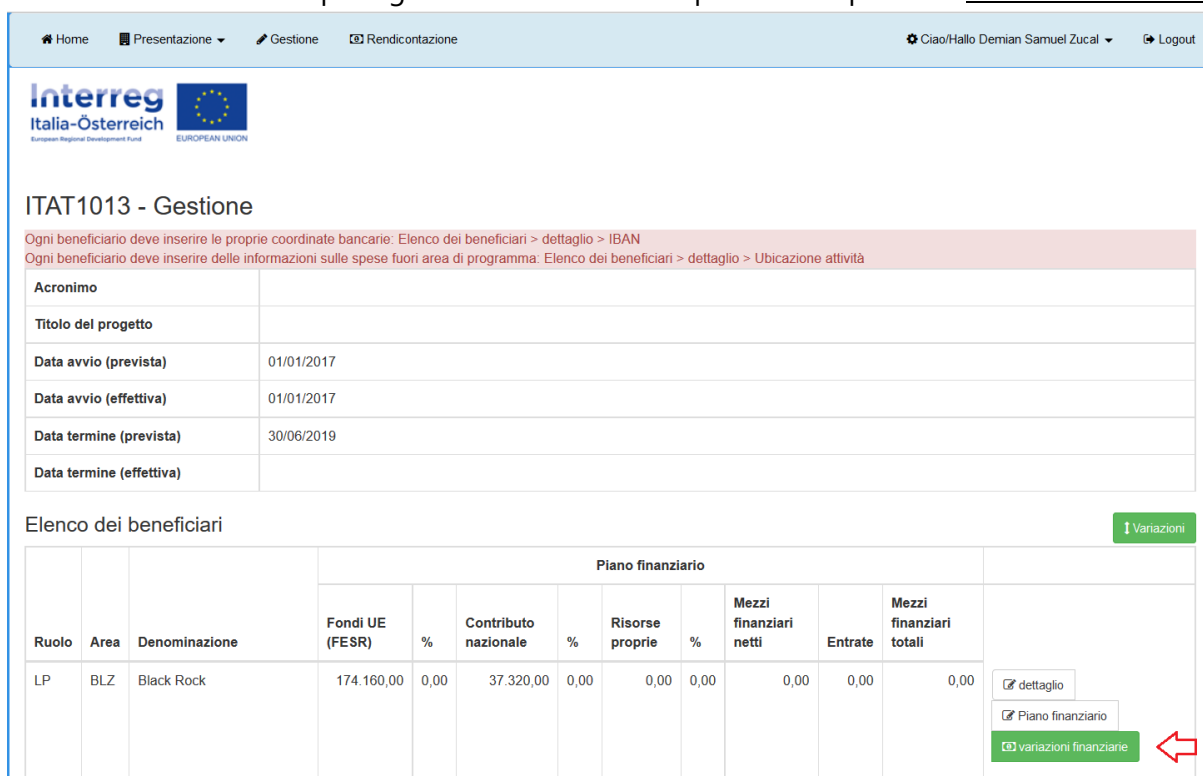 Home Presentazione Gestione Rendicontazione Ciao/Hallo Demian Samuel Zucal Logout
Interreg
Italia-Österreich
European Regional Development Fund EUROPEAN UNION
ITAT1013 - Gestione
Ogni beneficiario deve inserire le proprie coordinate bancarie: Elenco dei beneficiari > dettaglio > IBAN
Ogni beneficiario deve inserire delle informazioni sulle spese fuori area di programma: Elenco dei beneficiari > dettaglio > Ubicazione attività
Acronimo
Titolo del progetto
Data avvio (prevista) 01/01/2017
Data avvio (effettiva) 01/01/2017
Data termine (prevista) 30/06/2019
Data termine (effettiva)
Elenco dei beneficiari Variazioni
Piano finanziario
Ruolo Area Denominazione Fondi UE (FESR) % Contributo nazionale % Risorse proprie % Mezzi finanziari netti Entrate Mezzi finanziari totali
LP BLZ Black Rock 174.160,00 0,00 37.320,00 0,00 0,00 0,00 0,00 0,00 0,00 dettaglio
Piano finanziario
variazioni finanziarie